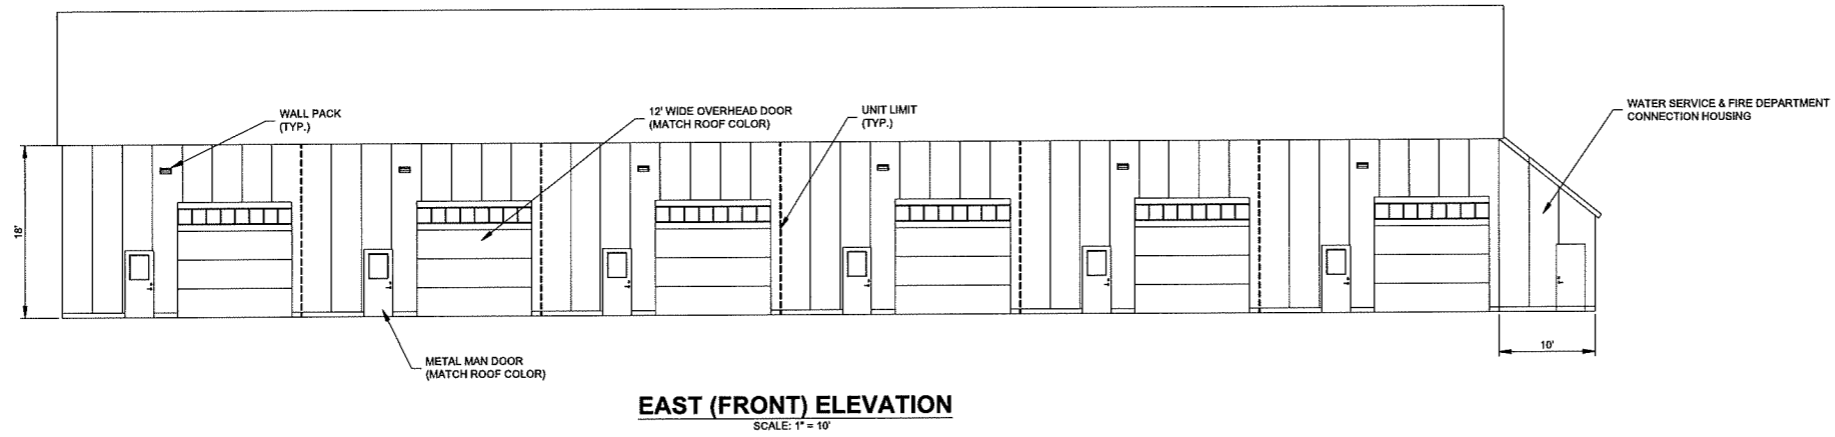 WALL PACK
(TYP.)
12' WIDE OVERHEAD DOOR
(MATCH ROOF COLOR)
UNIT LIMIT
(TYP.)
WATER SERVICE & FIRE DEPARTMENT
CONNECTION HOUSING
18'
10'
METAL MAN DOOR
(MATCH ROOF COLOR)
EAST (FRONT) ELEVATION
SCALE: 1" = 10'